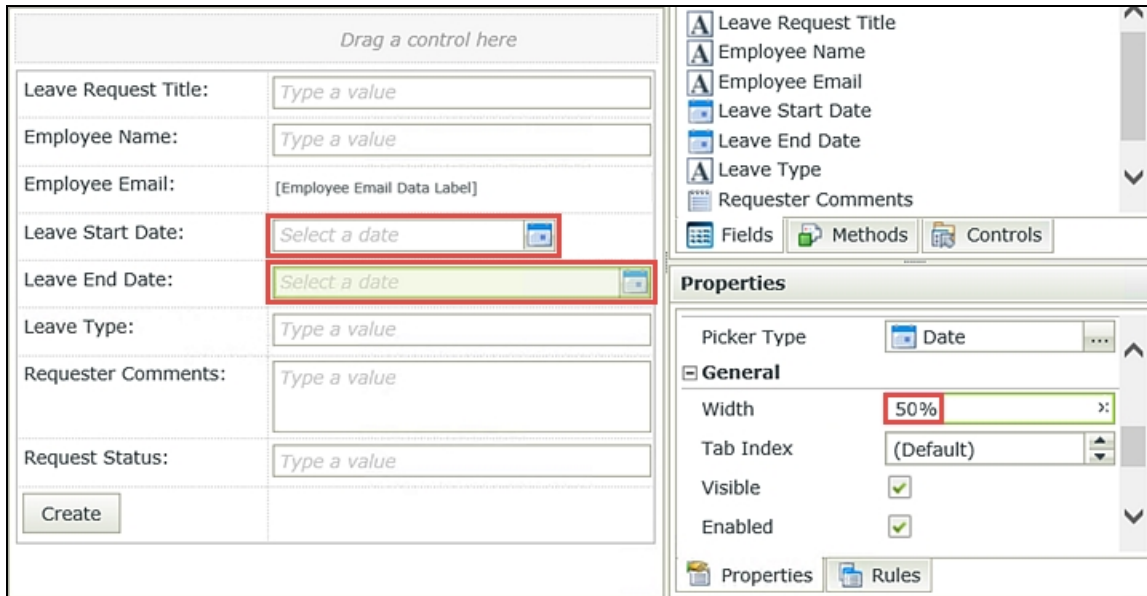 Drag a control here
Leave Request Title:
Type a value
Employee Name:
Type a value
Employee Email:
[Employee Email Data Label]
Leave Start Date:
Select a date
Leave End Date:
Select a date
Leave Type:
Type a value
Requester Comments:
Type a value
Request Status:
Type a value
Create
A Leave Request Title
A Employee Name
A Employee Email
Leave Start Date
Leave End Date
A Leave Type
Requester Comments
Fields Methods Controls
Properties
Picker Type Date ...
General
Width 50%
Tab Index (Default)
Visible
Enabled
Properties Rules